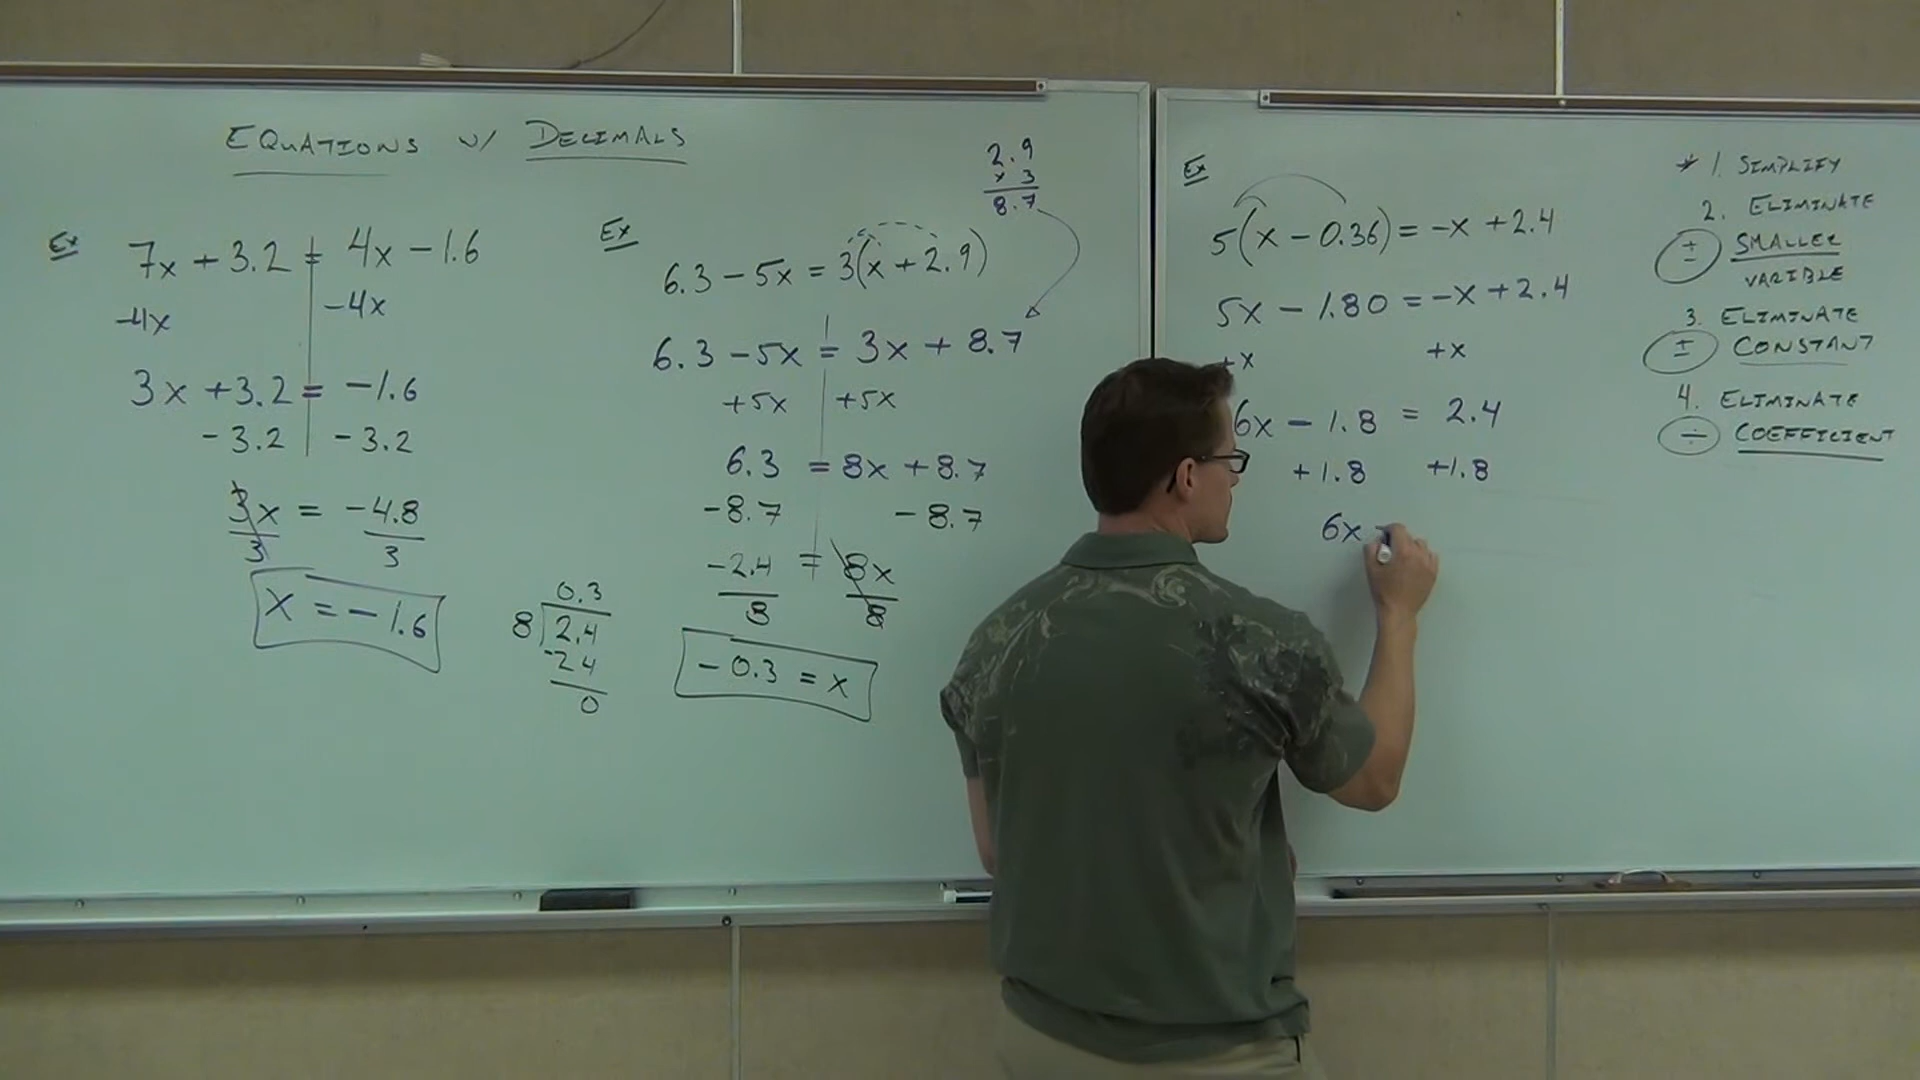 EQUATIONS W/ DECIMALS
Ex
7x + 3.2 = 4x - 1.6
-4x -4x
3x + 3.2 = -1.6
-3.2 -3.2
3x = -4.8
3 3
x = -1.6
Ex
2.9
x 3
8.7
6.3 - 5x = 3(x + 2.9)
6.3 - 5x = 3x + 8.7
+5x +5x
6.3 = 8x + 8.7
-8.7 -8.7
-2.4 = 8x
8 8
-0.3 = x
0.3
8 2.4
-24
0
Ex
5(x - 0.36) = -x + 2.4
5x - 1.80 = -x + 2.4
+x +x
6x - 1.8 = 2.4
+1.8 +1.8
6x =
* 1. SIMPLIFY
2. ELIMINATE
± SMALLER
VARIBLE
3. ELIMINATE
± CONSTANT
4. ELIMINATE
÷ COEFFICIENT